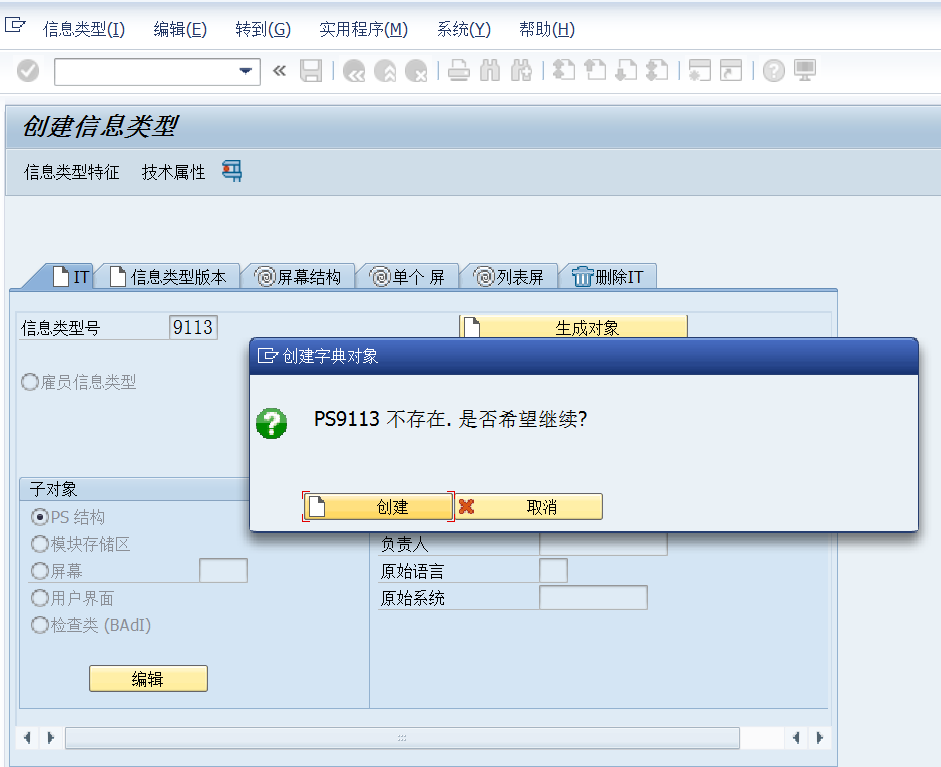 信息类型(I) 编辑(E) 转到(G) 实用程序(M) 系统(Y) 帮助(H)
创建信息类型
信息类型特征 技术属性
IT 信息类型版本 屏幕结构 单个 屏 列表屏 删除IT
信息类型号 9113 生成对象
雇员信息类型
创建字典对象
PS9113 不存在. 是否希望继续?
创建 取消
子对象
PS 结构
模块存储区 负责人
屏幕 原始语言
用户界面 原始系统
检查类 (BAdI)
编辑